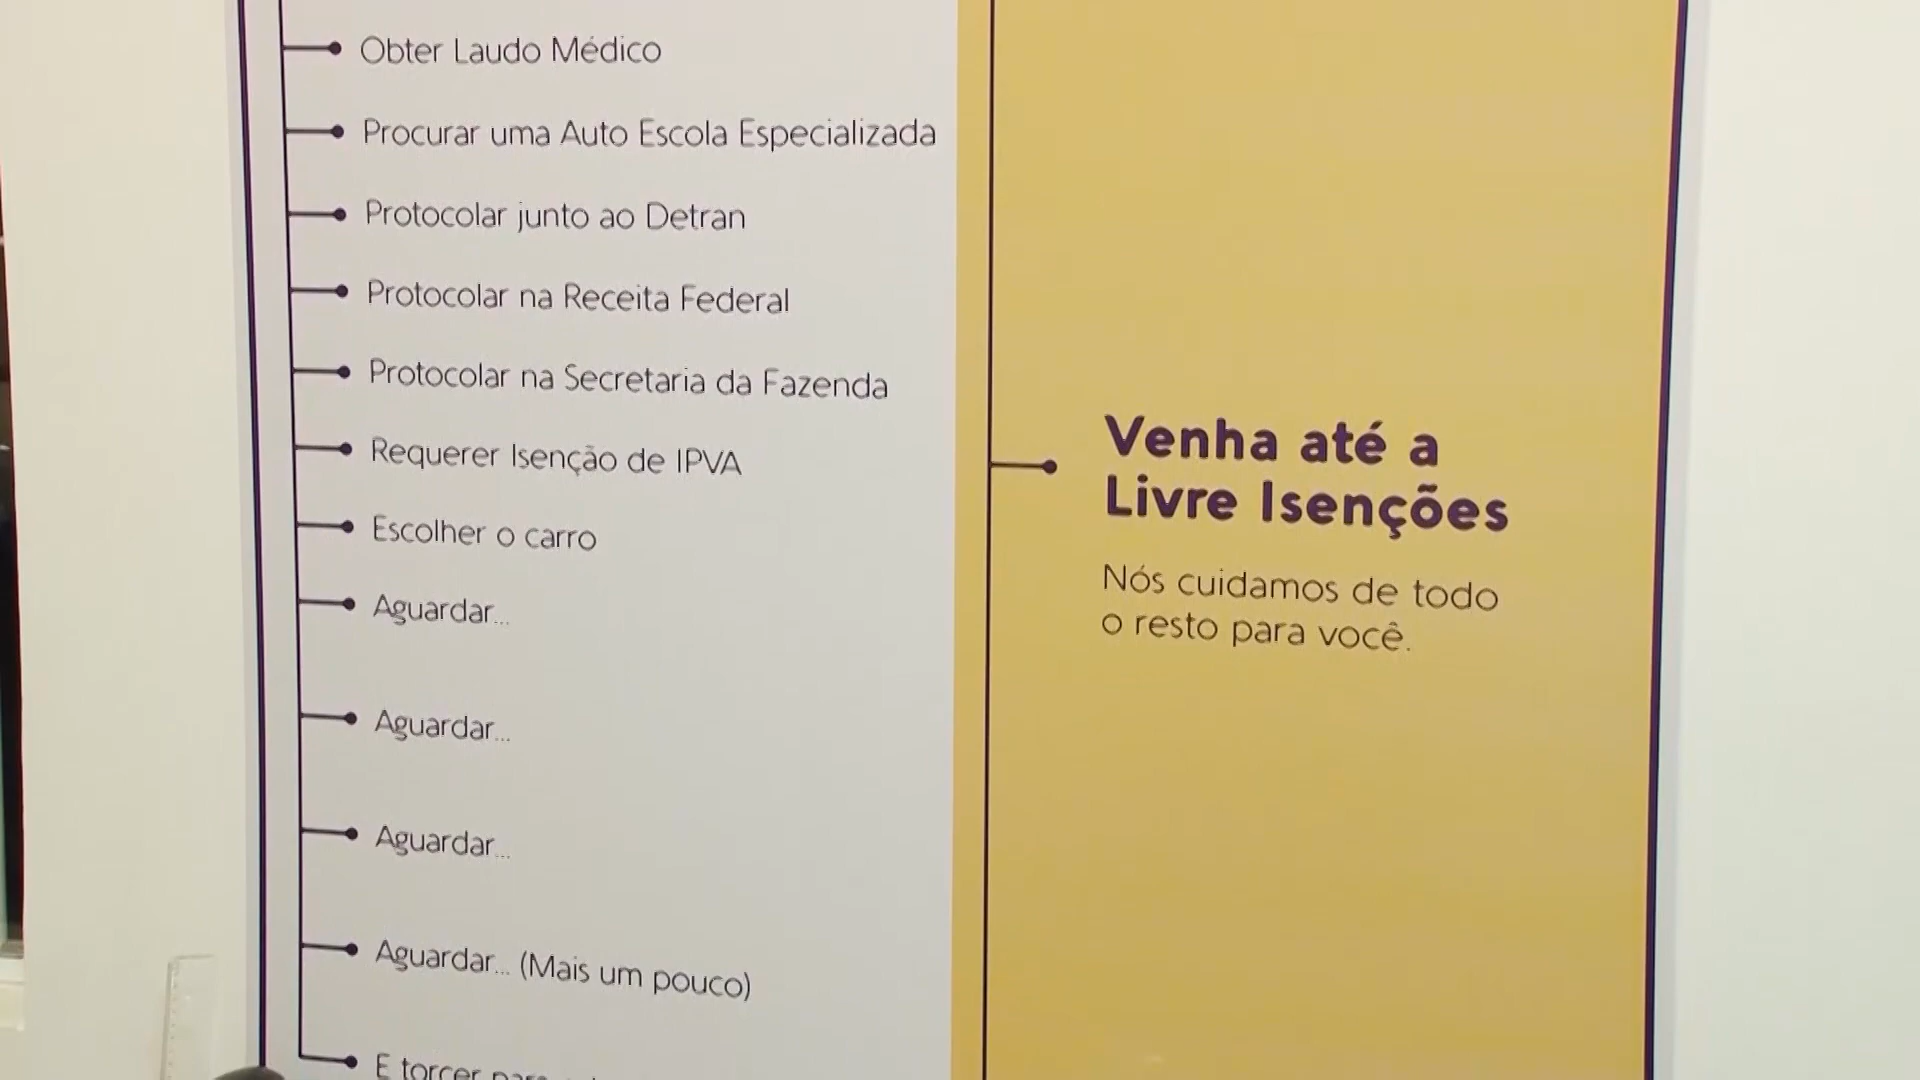 Obter Laudo Médico
Procurar uma Auto Escola Especializada
Protocolar junto ao Detran
Protocolar na Receita Federal
Protocolar na Secretaria da Fazenda
Requerer Isenção de IPVA
Escolher o carro
Aguardar...
Aguardar...
Aguardar...
Aguardar... (Mais um pouco)
E torcer
Venha até a
Livre Isenções
Nós cuidamos de todo
o resto para você.